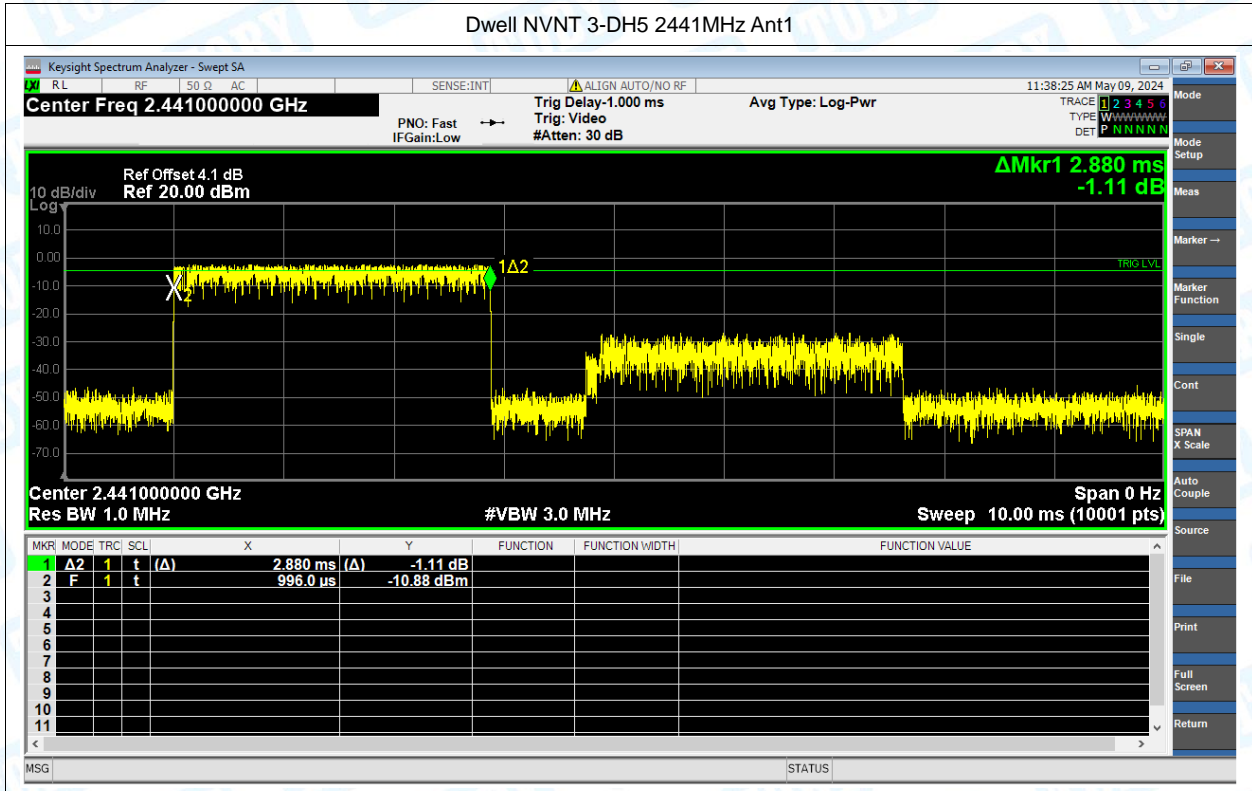 Dwell NVNT 3-DH5 2441MHz Ant1
Keysight Spectrum Analyzer - Swept SA
LXI RL RF 50 Ω AC SENSE:INT ALIGN AUTO/NO RF 11:38:25 AM May 09, 2024
Center Freq 2.441000000 GHz
PNO: Fast
IFGain:Low
Trig Delay-1.000 ms
Trig: Video
#Atten: 30 dB
Avg Type: Log-Pwr
TRACE 1 2 3 4 5 6
TYPE WWWWWWW
DET P N N N N N
Ref Offset 4.1 dB
10 dB/div Ref 20.00 dBm
Log
ΔMkr1 2.880 ms
-1.11 dB
10.0
0.00
-10.0
-20.0
-30.0
-40.0
-50.0
-60.0
-70.0
1Δ2
TRIG LVL
2
Center 2.441000000 GHz Span 0 Hz
Res BW 1.0 MHz #VBW 3.0 MHz Sweep 10.00 ms (10001 pts)
MKR MODE TRC SCL X Y FUNCTION FUNCTION WIDTH FUNCTION VALUE
1 Δ2 1 t (Δ) 2.880 ms (Δ) -1.11 dB
2 F 1 t 996.0 µs -10.88 dBm
3
4
5
6
7
8
9
10
11
MSG STATUS
Mode
Mode
Setup
Meas
Marker →
Marker
Function
Single
Cont
SPAN
X Scale
Auto
Couple
Source
File
Print
Full
Screen
Return